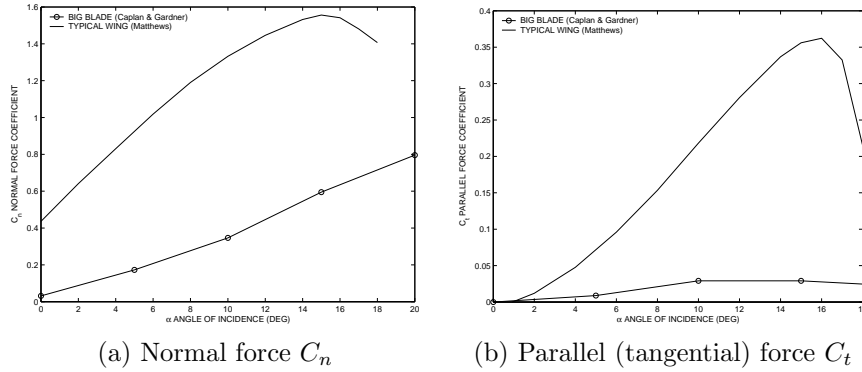 BIG BLADE (Caplan & Gardner)
TYPICAL WING (Matthews)
1.6
1.4
1.2
1
0.8
0.6
0.4
0.2
0
C_n NORMAL FORCE COEFFICIENT
0 2 4 6 8 10 12 14 16 18 20
α ANGLE OF INCIDENCE (DEG)
(a) Normal force C_n
BIG BLADE (Caplan & Gardner)
TYPICAL WING (Matthews)
0.4
0.35
0.3
0.25
0.2
0.15
0.1
0.05
0
C_t PARALLEL FORCE COEFFICIENT
0 2 4 6 8 10 12 14 16 18
α ANGLE OF INCIDENCE (DEG)
(b) Parallel (tangential) force C_t